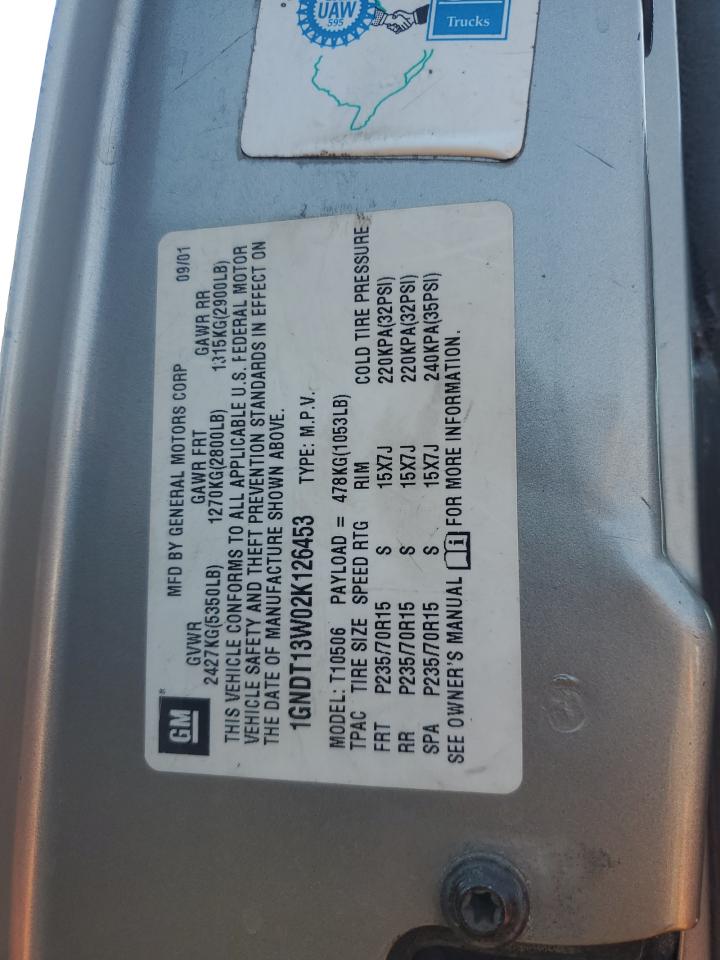 UAW
595
Trucks
GM®
MFD BY GENERAL MOTORS CORP 09/01
GVWR GAWR FRT GAWR RR
2427KG(5350LB) 1270KG(2800LB) 1315KG(2900LB)
THIS VEHICLE CONFORMS TO ALL APPLICABLE U.S. FEDERAL MOTOR
VEHICLE SAFETY AND THEFT PREVENTION STANDARDS IN EFFECT ON
THE DATE OF MANUFACTURE SHOWN ABOVE.
1GNDT13W02K126453 TYPE: M.P.V.
MODEL: T10506 PAYLOAD = 478KG(1053LB)
TPAC TIRE SIZE SPEED RTG RIM COLD TIRE PRESSURE
FRT P235/70R15 S 15X7J 220KPA(32PSI)
RR P235/70R15 S 15X7J 220KPA(32PSI)
SPA P235/70R15 S 15X7J 240KPA(35PSI)
SEE OWNER'S MANUAL i FOR MORE INFORMATION.